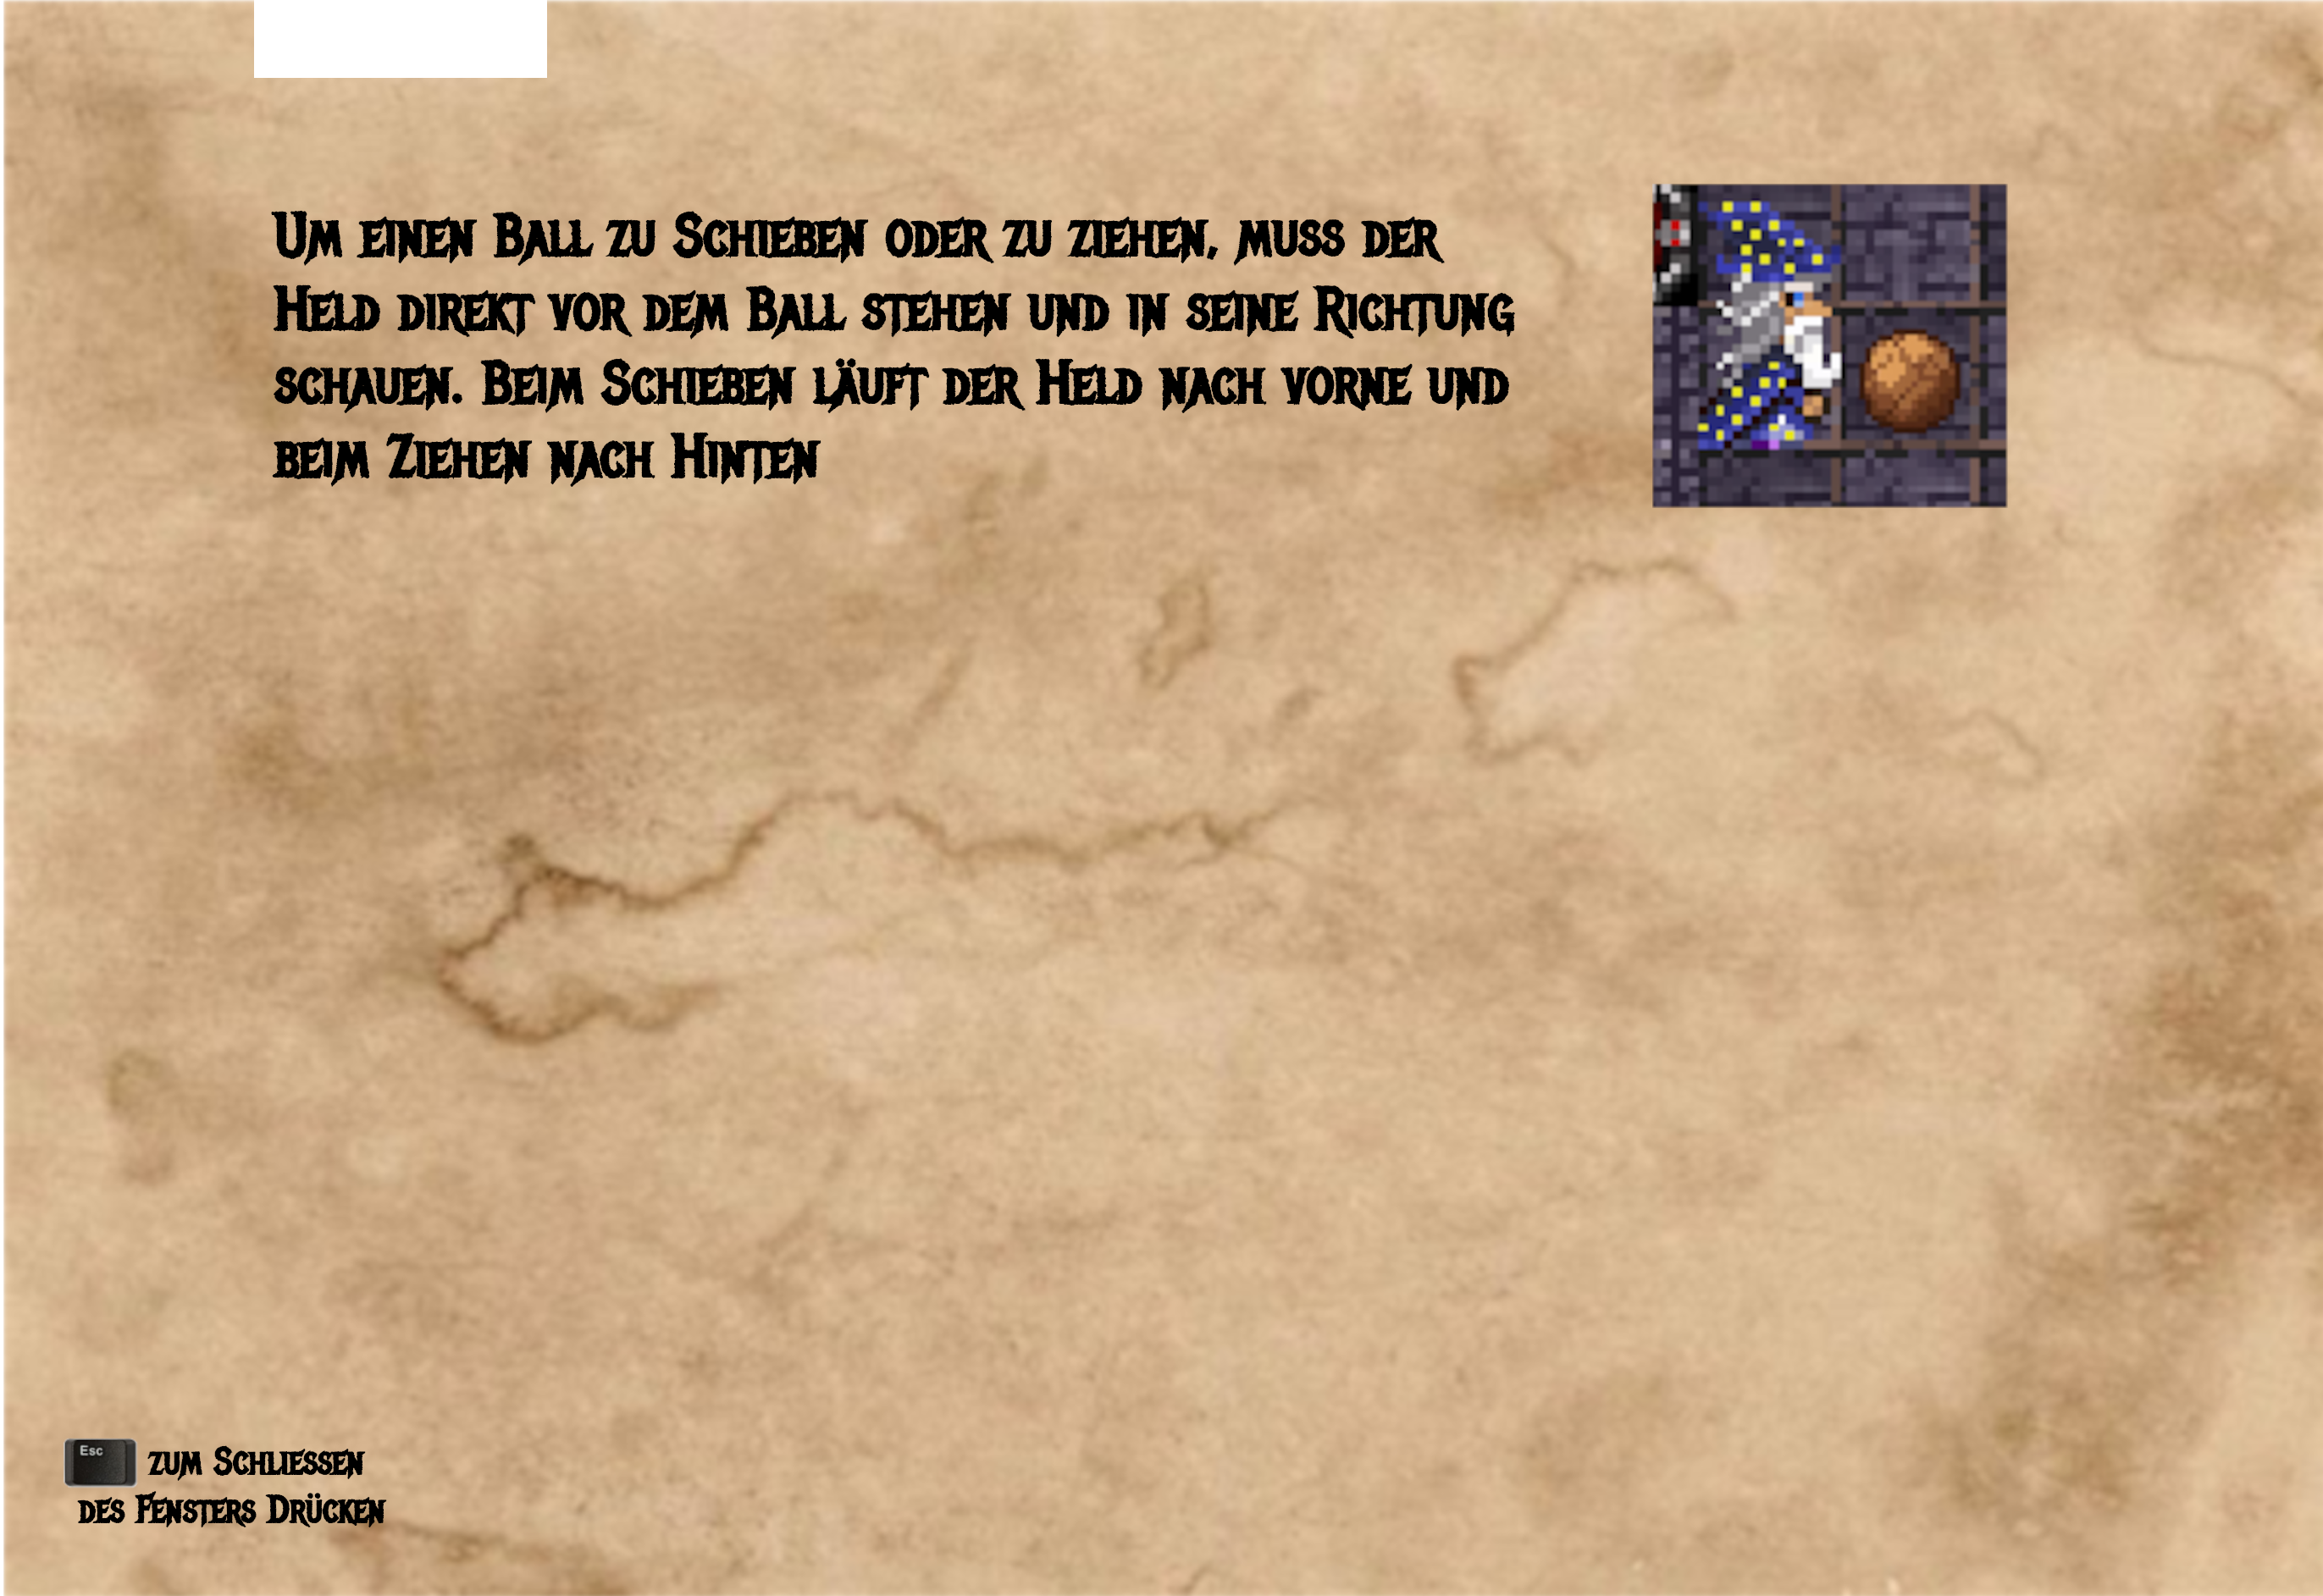 Um einen Ball zu Schieben oder zu ziehen, muss der
Held direkt vor dem Ball stehen und in seine Richtung
schauen. Beim Schieben läuft der Held nach vorne und
beim Ziehen nach Hinten
Esc zum Schliessen
des Fensters Drücken